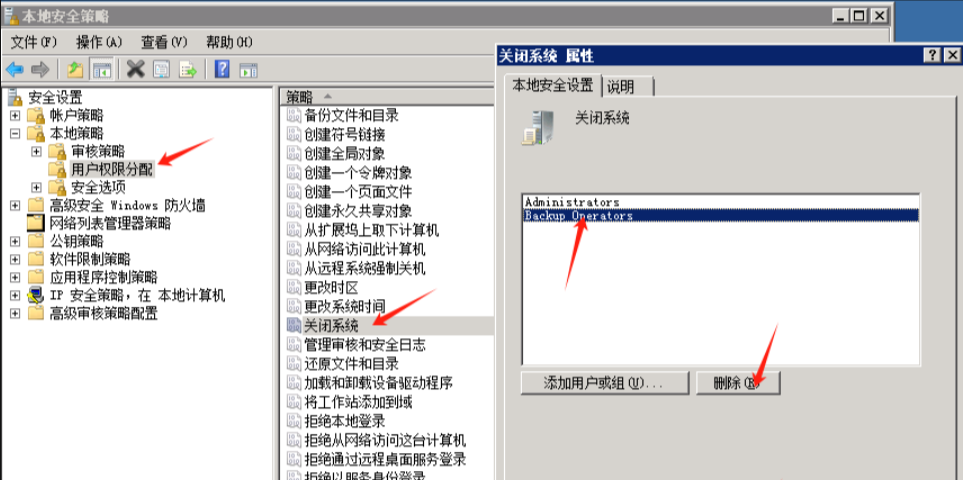 本地安全策略
文件(F) 操作(A) 查看(V) 帮助(H)
安全设置
帐户策略
本地策略
审核策略
用户权限分配
安全选项
高级安全 Windows 防火墙
网络列表管理器策略
公钥策略
软件限制策略
应用程序控制策略
IP 安全策略，在 本地计算机
高级审核策略配置
策略
备份文件和目录
创建符号链接
创建全局对象
创建一个令牌对象
创建一个页面文件
创建永久共享对象
从扩展坞上取下计算机
从网络访问此计算机
从远程系统强制关机
更改时区
更改系统时间
关闭系统
管理审核和安全日志
还原文件和目录
加载和卸载设备驱动程序
将工作站添加到域
拒绝本地登录
拒绝从网络访问这台计算机
拒绝通过远程桌面服务登录
拒绝以服务身份登录
关闭系统 属性
本地安全设置 说明
关闭系统
Administrators
Backup Operators
添加用户或组(U)... 删除(R)